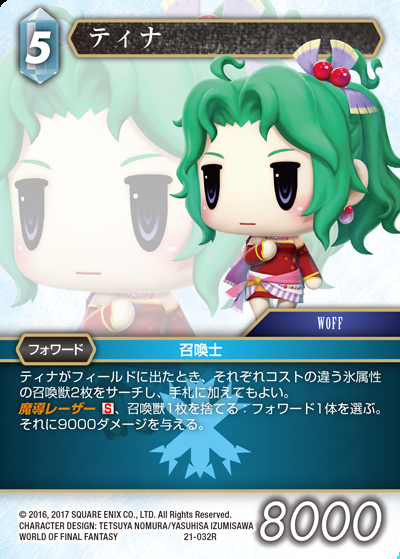 5
ティナ
WOFF
フォワード
召喚士
ティナがフィールドに出たとき、それぞれコストの違う氷属性
の召喚獣2枚をサーチし、手札に加えてもよい。
魔導レーザー S、召喚獣1枚を捨てる：フォワード1体を選ぶ。
それに9000ダメージを与える。
© 2016, 2017 SQUARE ENIX CO., LTD. All Rights Reserved.
CHARACTER DESIGN: TETSUYA NOMURA/YASUHISA IZUMISAWA
WORLD OF FINAL FANTASY
21-032R
8000